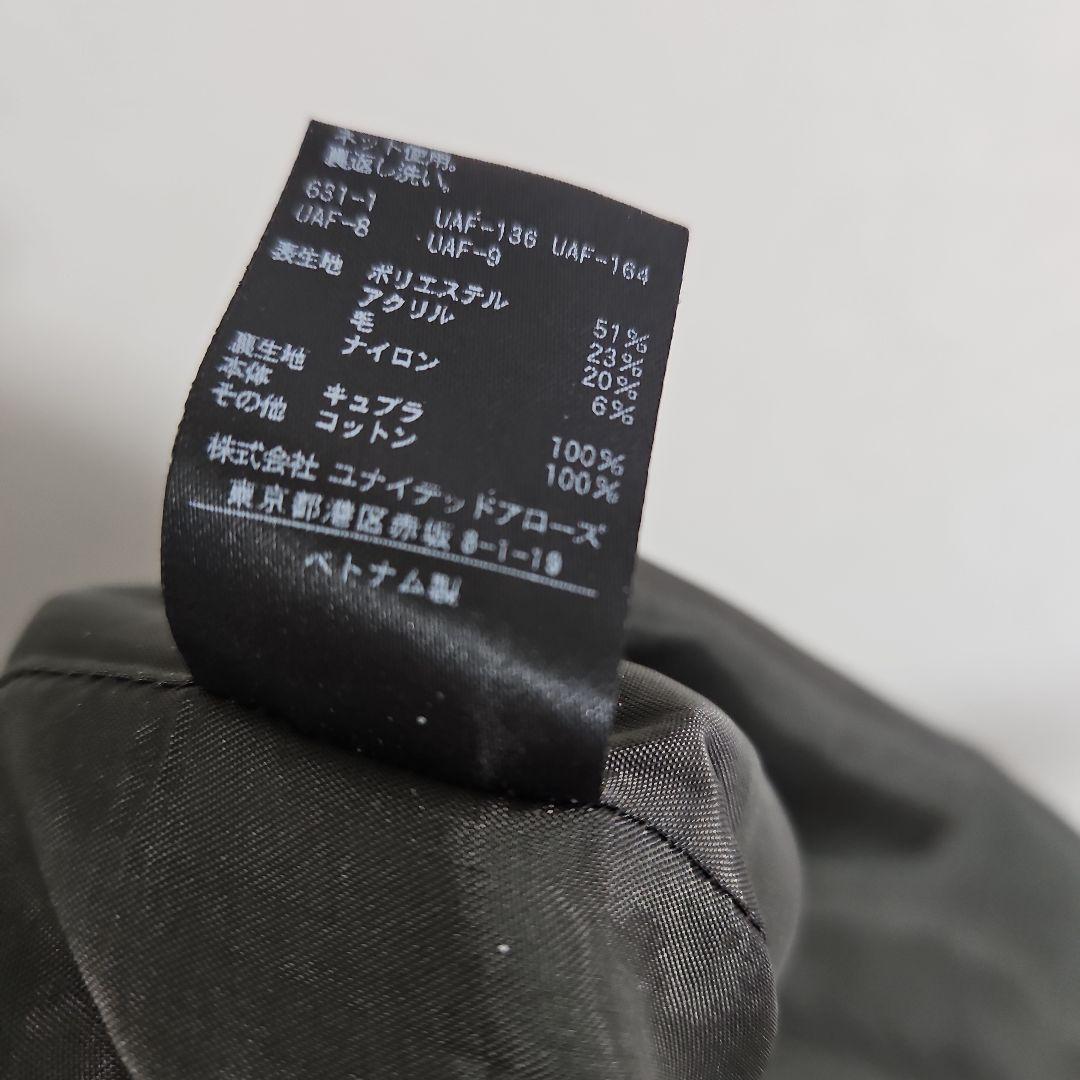 ネット使用。
裏返し洗い。
631-1 UAF-136 UAF-164
UAF-8 UAF-9
表生地 ポリエステル 51%
アクリル 23%
毛 20%
ナイロン 6%
裏生地
本体 キュプラ 100%
その他 コットン 100%
株式会社 ユナイテッドアローズ
東京都港区赤坂 8-1-19
ベトナム製